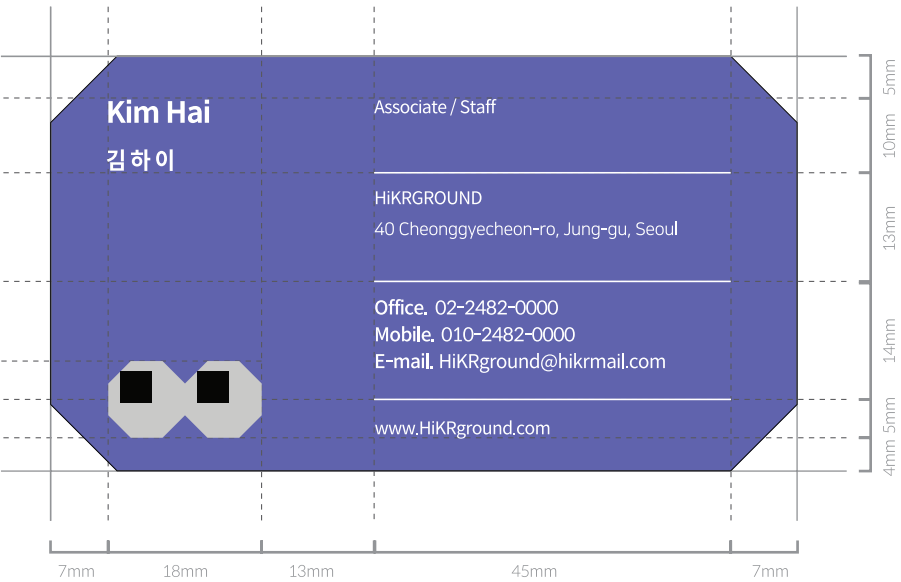 Kim Hai
김하이
Associate / Staff
HiKRGROUND
40 Cheonggyecheon-ro, Jung-gu, Seoul
Office. 02-2482-0000
Mobile. 010-2482-0000
E-mail. HiKRground@hikrmail.com
www.HiKRground.com
5mm
10mm
13mm
14mm
5mm
4mm
7mm
18mm
13mm
45mm
7mm